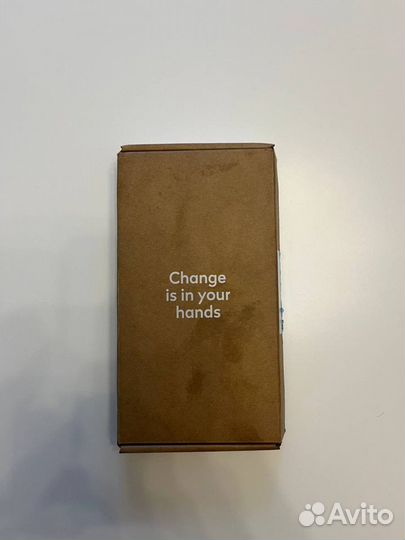 Change
is in your
hands
Avito